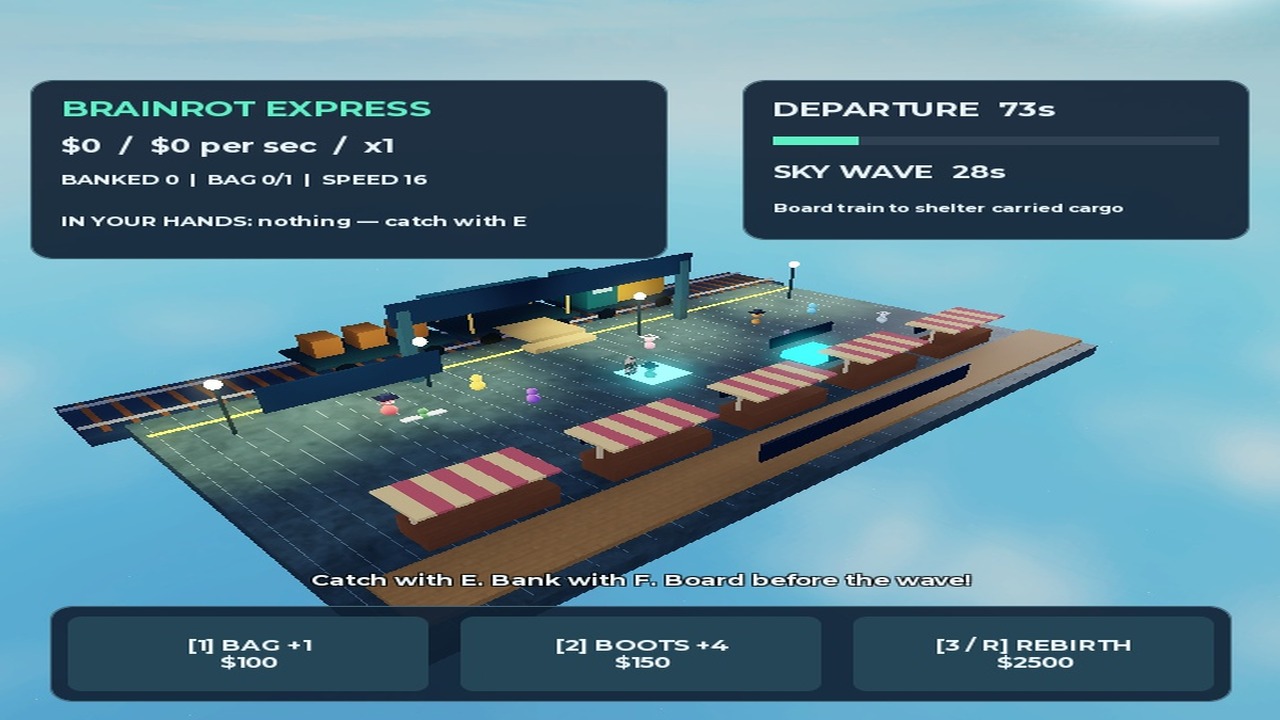 BRAINROT EXPRESS
$0 / $0 per sec / x1
BANKED 0 | BAG 0/1 | SPEED 16
IN YOUR HANDS: nothing — catch with E
DEPARTURE 73s
SKY WAVE 28s
Board train to shelter carried cargo
Catch with E. Bank with F. Board before the wave!
[1] BAG +1
$100
[2] BOOTS +4
$150
[3 / R] REBIRTH
$2500